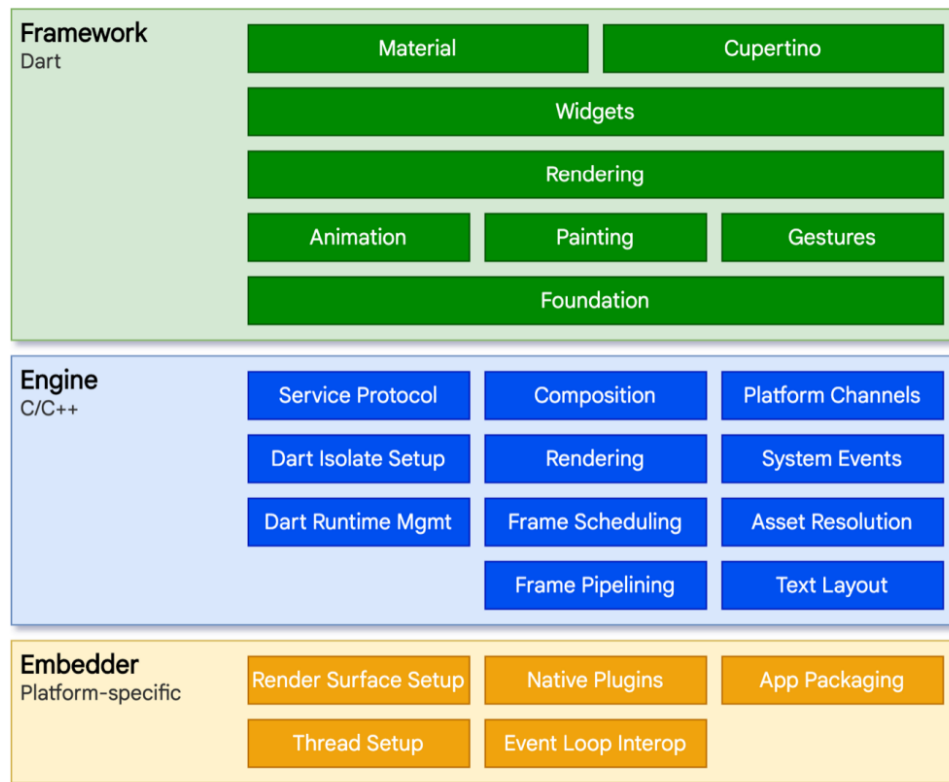 Framework
Dart
Material
Cupertino
Widgets
Rendering
Animation
Painting
Gestures
Foundation
Engine
C/C++
Service Protocol
Composition
Platform Channels
Dart Isolate Setup
Rendering
System Events
Dart Runtime Mgmt
Frame Scheduling
Asset Resolution
Frame Pipelining
Text Layout
Embedder
Platform-specific
Render Surface Setup
Native Plugins
App Packaging
Thread Setup
Event Loop Interop